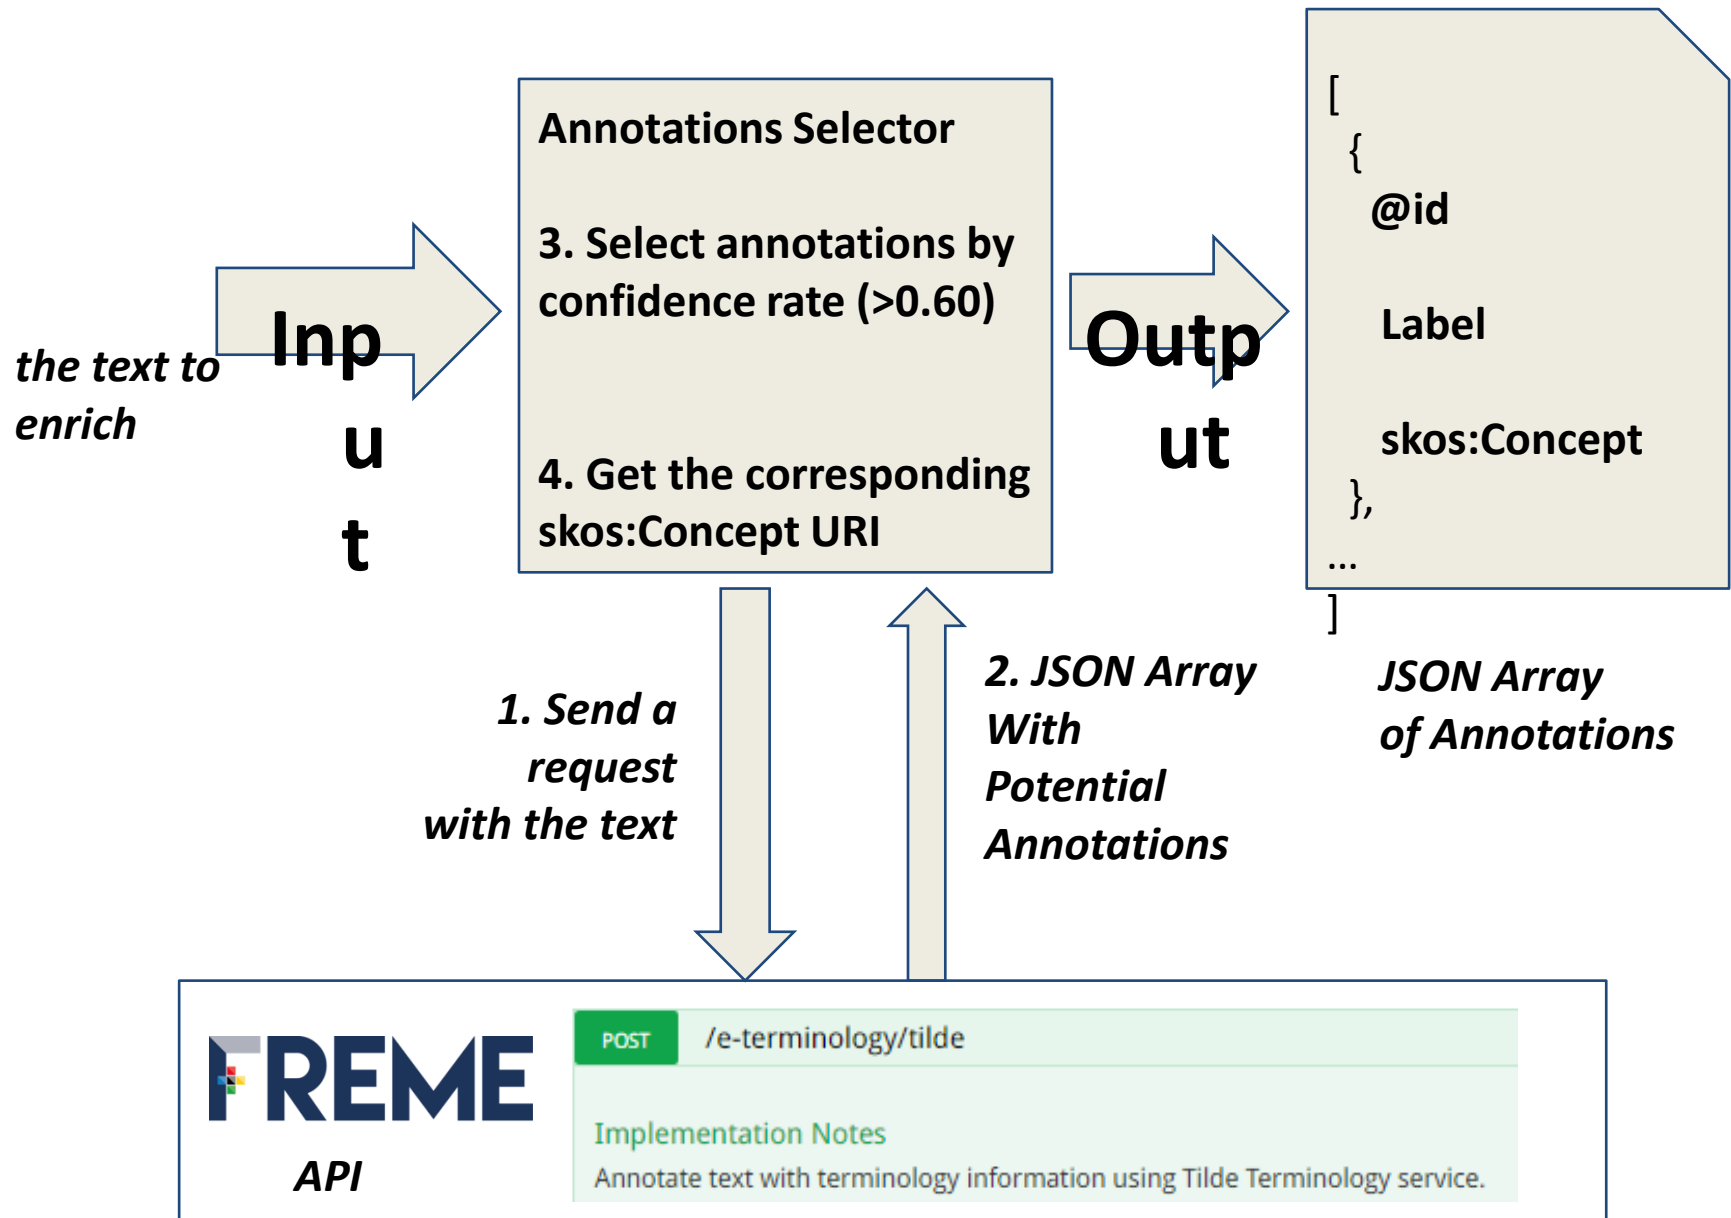 the text to
enrich
Inp
u
t
Annotations Selector
3. Select annotations by
confidence rate (>0.60)
4. Get the corresponding
skos:Concept URI
Outp
ut
[
{
@id
Label
skos:Concept
},
...
]
JSON Array
of Annotations
1. Send a
request
with the text
2. JSON Array
With
Potential
Annotations
FREME
API
POST /e-terminology/tilde
Implementation Notes
Annotate text with terminology information using Tilde Terminology service.